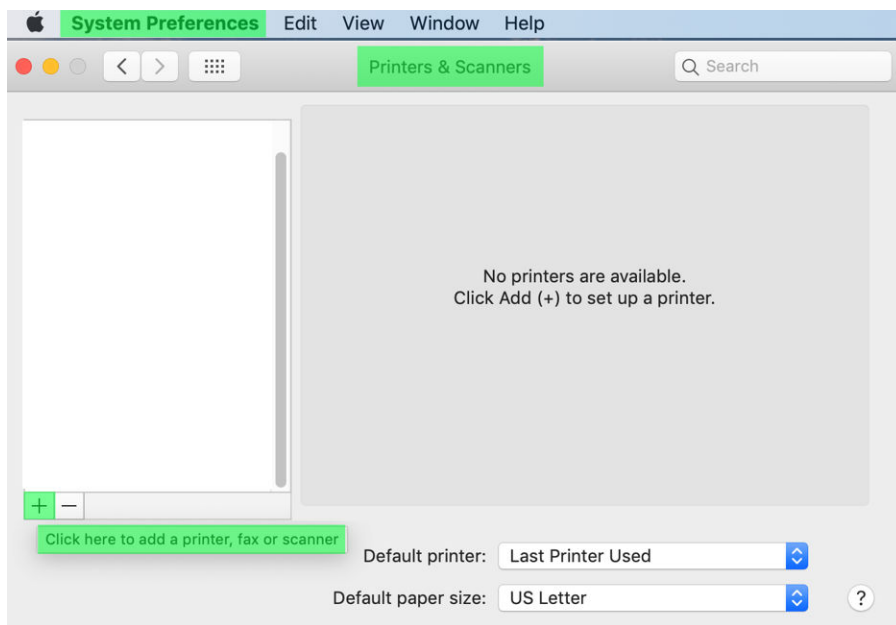 System Preferences Edit View Window Help
Printers & Scanners
Search
No printers are available.
Click Add (+) to set up a printer.
+ −
Click here to add a printer, fax or scanner
Default printer: Last Printer Used
Default paper size: US Letter
?